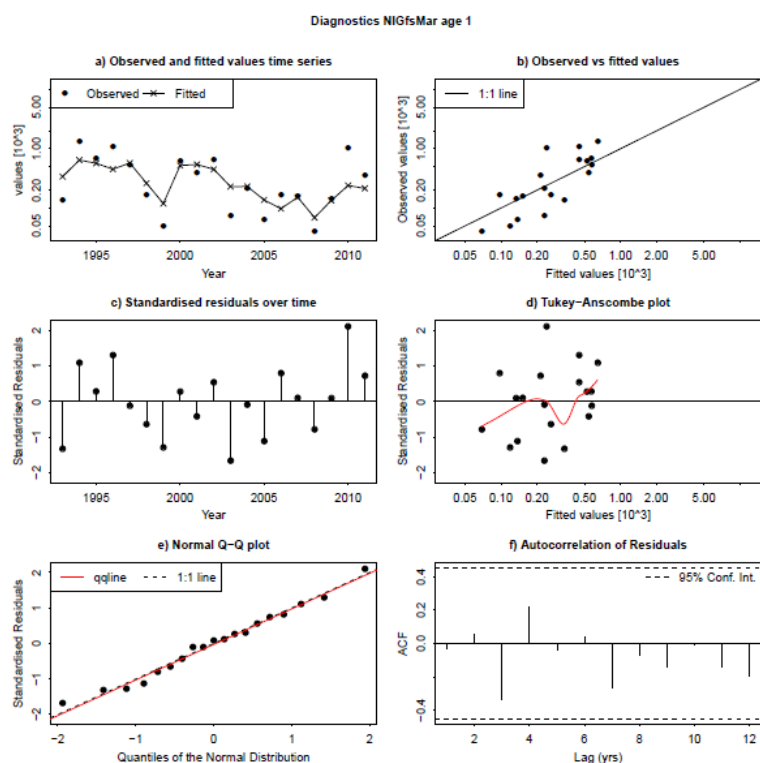 Diagnostics NIGfsMar age 1
a) Observed and fitted values time series
Observed Fitted
values [10^3]
5.00
1.00
0.20
0.05
1995 2000 2005 2010
Year
b) Observed vs fitted values
1:1 line
Observed values [10^3]
5.00
1.00
0.20
0.05
0.05 0.10 0.20 0.50 1.00 2.00 5.00
Fitted values [10^3]
c) Standardised residuals over time
Standardised Residuals
2
1
0
−1
−2
1995 2000 2005 2010
Year
d) Tukey−Anscombe plot
Standardised Residuals
2
1
0
−1
−2
0.05 0.10 0.20 0.50 1.00 2.00 5.00
Fitted values [10^3]
e) Normal Q−Q plot
qqline 1:1 line
Standardised Residuals
2
1
0
−1
−2
−2 −1 0 1 2
Quantiles of the Normal Distribution
f) Autocorrelation of Residuals
95% Conf. Int.
ACF
0.4
0.2
0.0
−0.4
2 4 6 8 10 12
Lag (yrs)